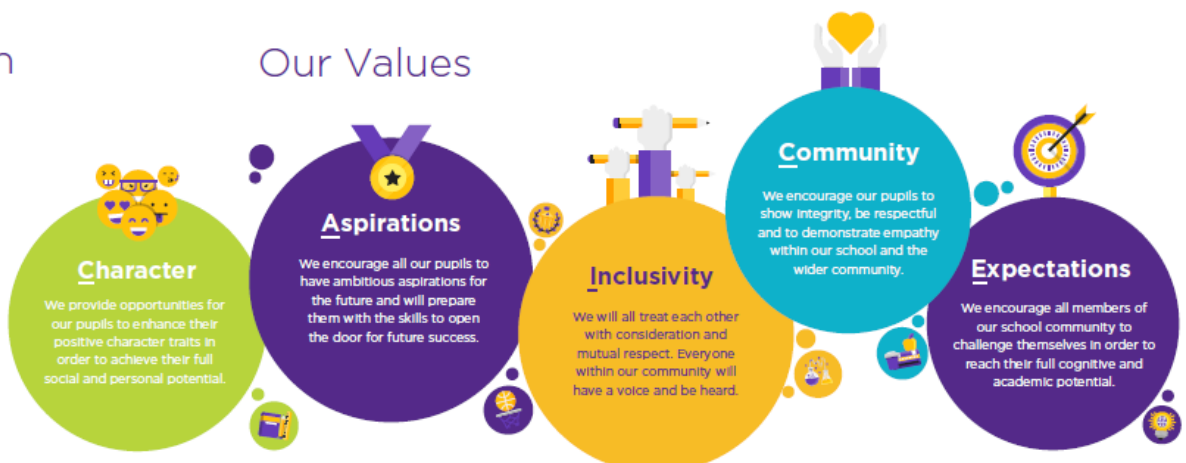 n
Our Values
Character
We provide opportunities for
our pupils to enhance their
positive character traits in
order to achieve their full
social and personal potential.
Aspirations
We encourage all our pupils to
have ambitious aspirations for
the future and will prepare
them with the skills to open
the door for future success.
Inclusivity
We will all treat each other
with consideration and
mutual respect. Everyone
within our community will
have a voice and be heard.
Community
We encourage our pupils to
show integrity, be respectful
and to demonstrate empathy
within our school and the
wider community.
Expectations
We encourage all members of
our school community to
challenge themselves in order to
reach their full cognitive and
academic potential.